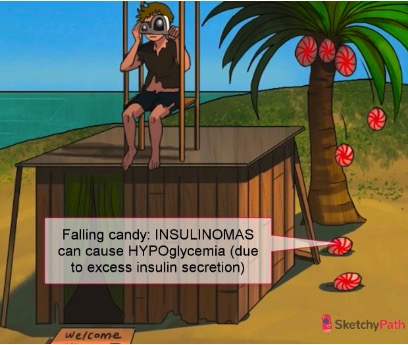 Falling candy: INSULINOMAS
can cause HYPOglycemia (due
to excess insulin secretion)
SketchyPath
welcome